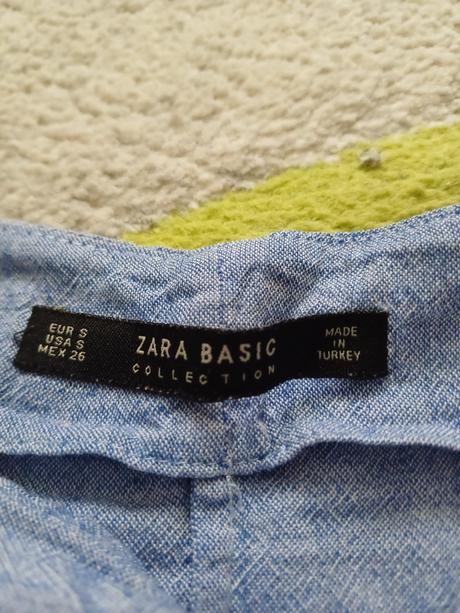 EUR S
USA S
MEX 26
ZARA BASIC
COLLECTION
MADE
IN
TURKEY